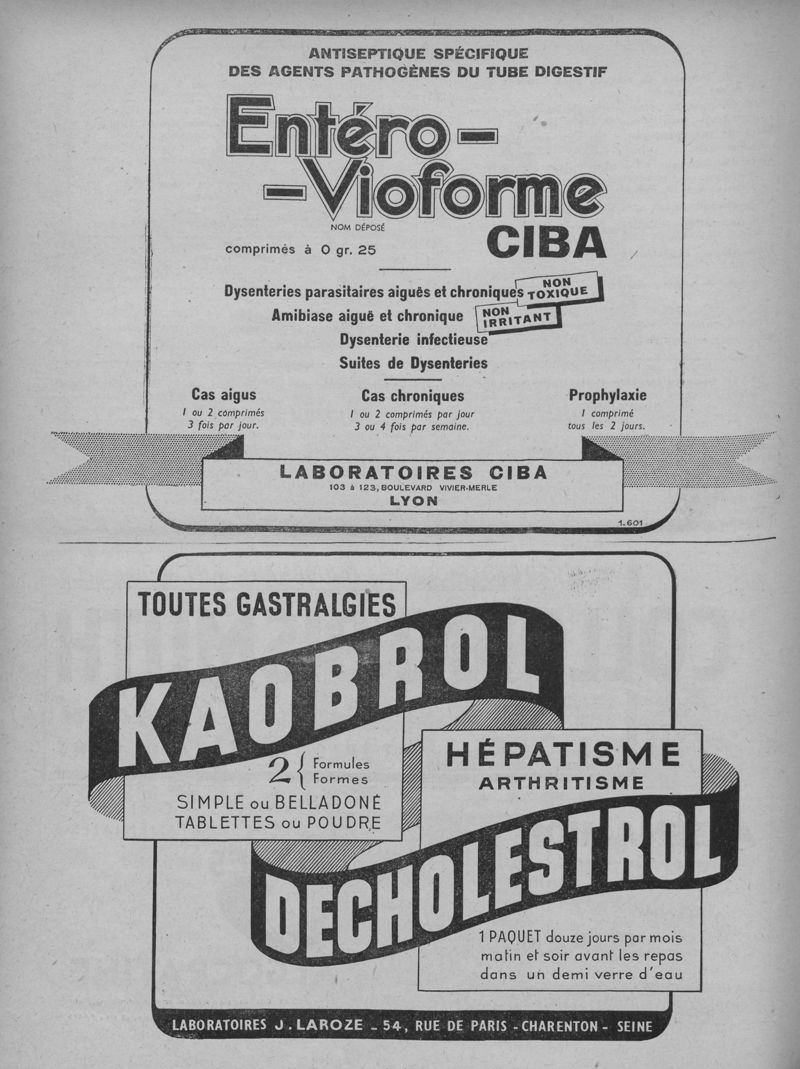 ANTISEPTIQUE SPÉCIFIQUE
DES AGENTS PATHOGÈNES DU TUBE DIGESTIF
Entéro-
-Vioforme
NOM DÉPOSÉ
CIBA
comprimés à 0 gr. 25
Dysenteries parasitaires aiguës et chroniques
NON
TOXIQUE
Amibiase aiguë et chronique
NON
IRRITANT
Dysenterie infectieuse
Suites de Dysenteries
Cas aigus
1 ou 2 comprimés
3 fois par jour.
Cas chroniques
1 ou 2 comprimés par jour
3 ou 4 fois par semaine.
Prophylaxie
1 comprimé
tous les 2 jours.
LABORATOIRES CIBA
103 à 123, BOULEVARD VIVIER-MERLE
LYON
1.601
TOUTES GASTRALGIES
KAOBROL
2 { Formules
Formes
SIMPLE ou BELLADONÉ
TABLETTES ou POUDRE
HÉPATISME
ARTHRITISME
DECHOLESTROL
1 PAQUET douze jours par mois
matin et soir avant les repas
dans un demi verre d'eau
LABORATOIRES J. LAROZE - 54, RUE DE PARIS - CHARENTON - SEINE